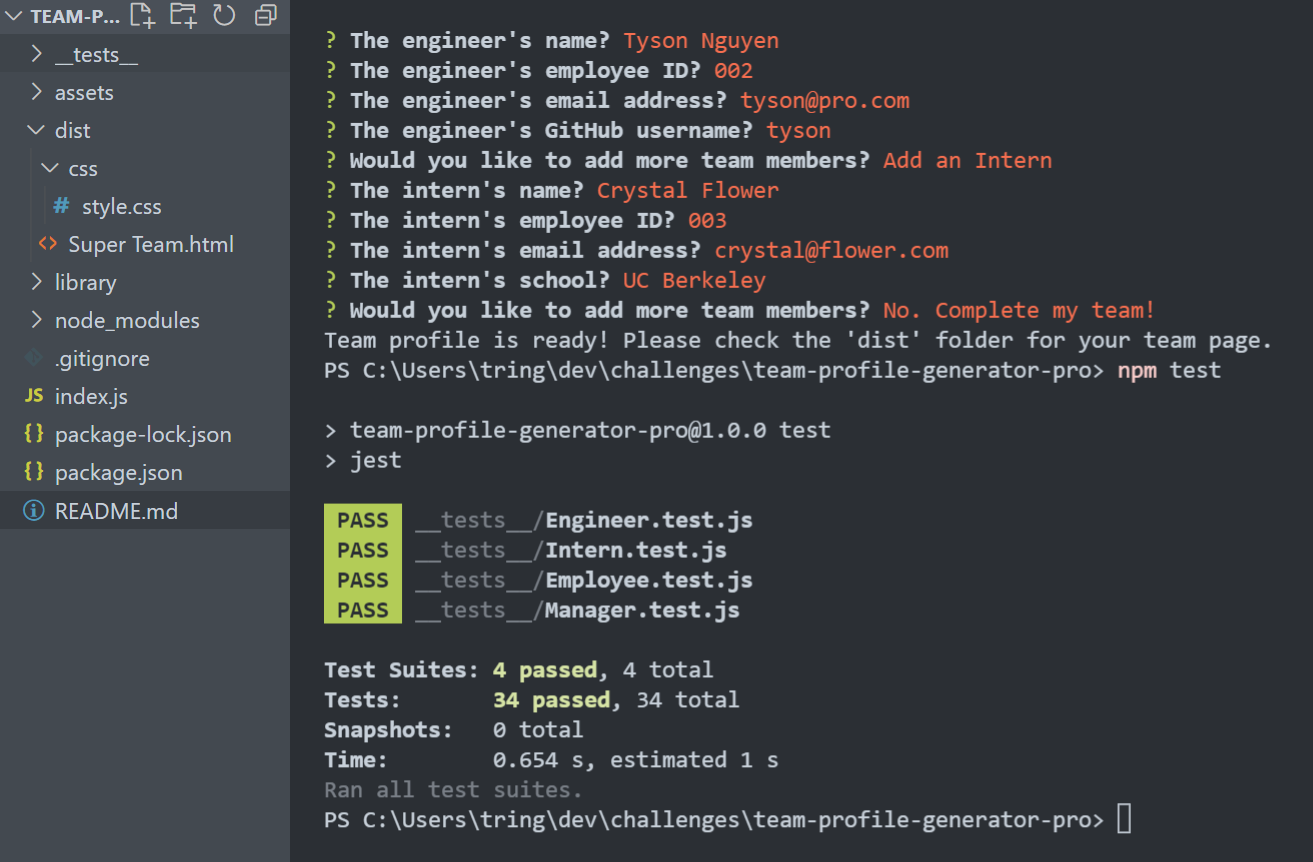 TEAM-P...
__tests__
assets
dist
css
# style.css
<> Super Team.html
library
node_modules
.gitignore
JS index.js
{} package-lock.json
{} package.json
README.md
? The engineer's name? Tyson Nguyen
? The engineer's employee ID? 002
? The engineer's email address? tyson@pro.com
? The engineer's GitHub username? tyson
? Would you like to add more team members? Add an Intern
? The intern's name? Crystal Flower
? The intern's employee ID? 003
? The intern's email address? crystal@flower.com
? The intern's school? UC Berkeley
? Would you like to add more team members? No. Complete my team!
Team profile is ready! Please check the 'dist' folder for your team page.
PS C:\Users\tring\dev\challenges\team-profile-generator-pro> npm test
> team-profile-generator-pro@1.0.0 test
> jest
PASS __tests__/Engineer.test.js
PASS __tests__/Intern.test.js
PASS __tests__/Employee.test.js
PASS __tests__/Manager.test.js
Test Suites: 4 passed, 4 total
Tests: 34 passed, 34 total
Snapshots: 0 total
Time: 0.654 s, estimated 1 s
Ran all test suites.
PS C:\Users\tring\dev\challenges\team-profile-generator-pro>